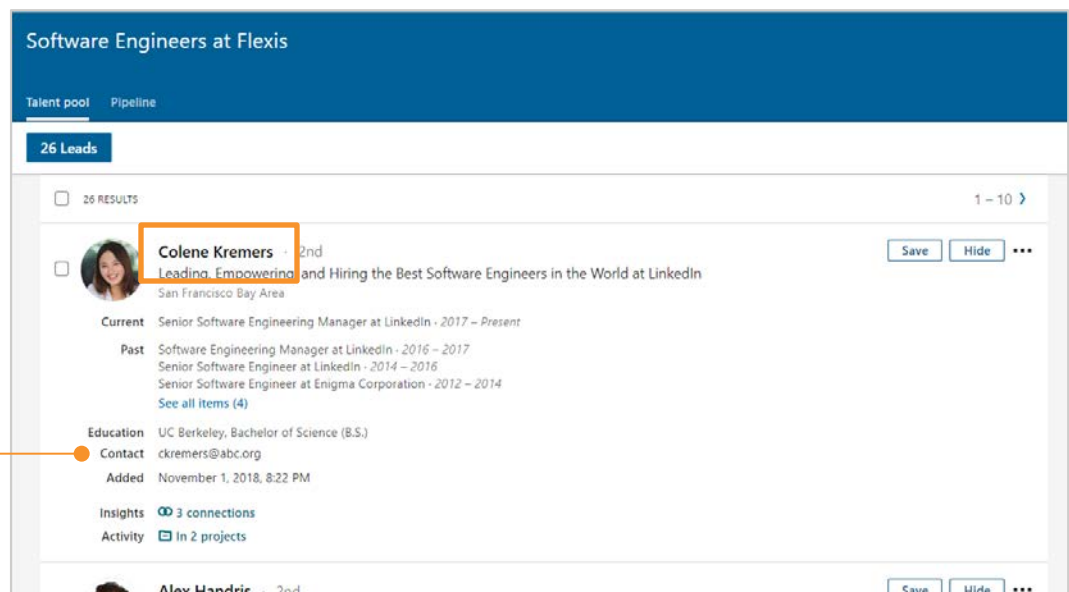 Software Engineers at Flexis
Talent pool Pipeline
26 Leads
26 RESULTS 1 – 10
Colene Kremers · 2nd Save Hide
Leading, Empowering, and Hiring the Best Software Engineers in the World at LinkedIn
San Francisco Bay Area
Current Senior Software Engineering Manager at LinkedIn · 2017 – Present
Past Software Engineering Manager at LinkedIn · 2016 – 2017
Senior Software Engineer at LinkedIn · 2014 – 2016
Senior Software Engineer at Enigma Corporation · 2012 – 2014
See all items (4)
Education UC Berkeley, Bachelor of Science (B.S.)
Contact ckremers@abc.org
Added November 1, 2018, 8:22 PM
Insights 3 connections
Activity In 2 projects
Alex Handris · 2nd Save Hide